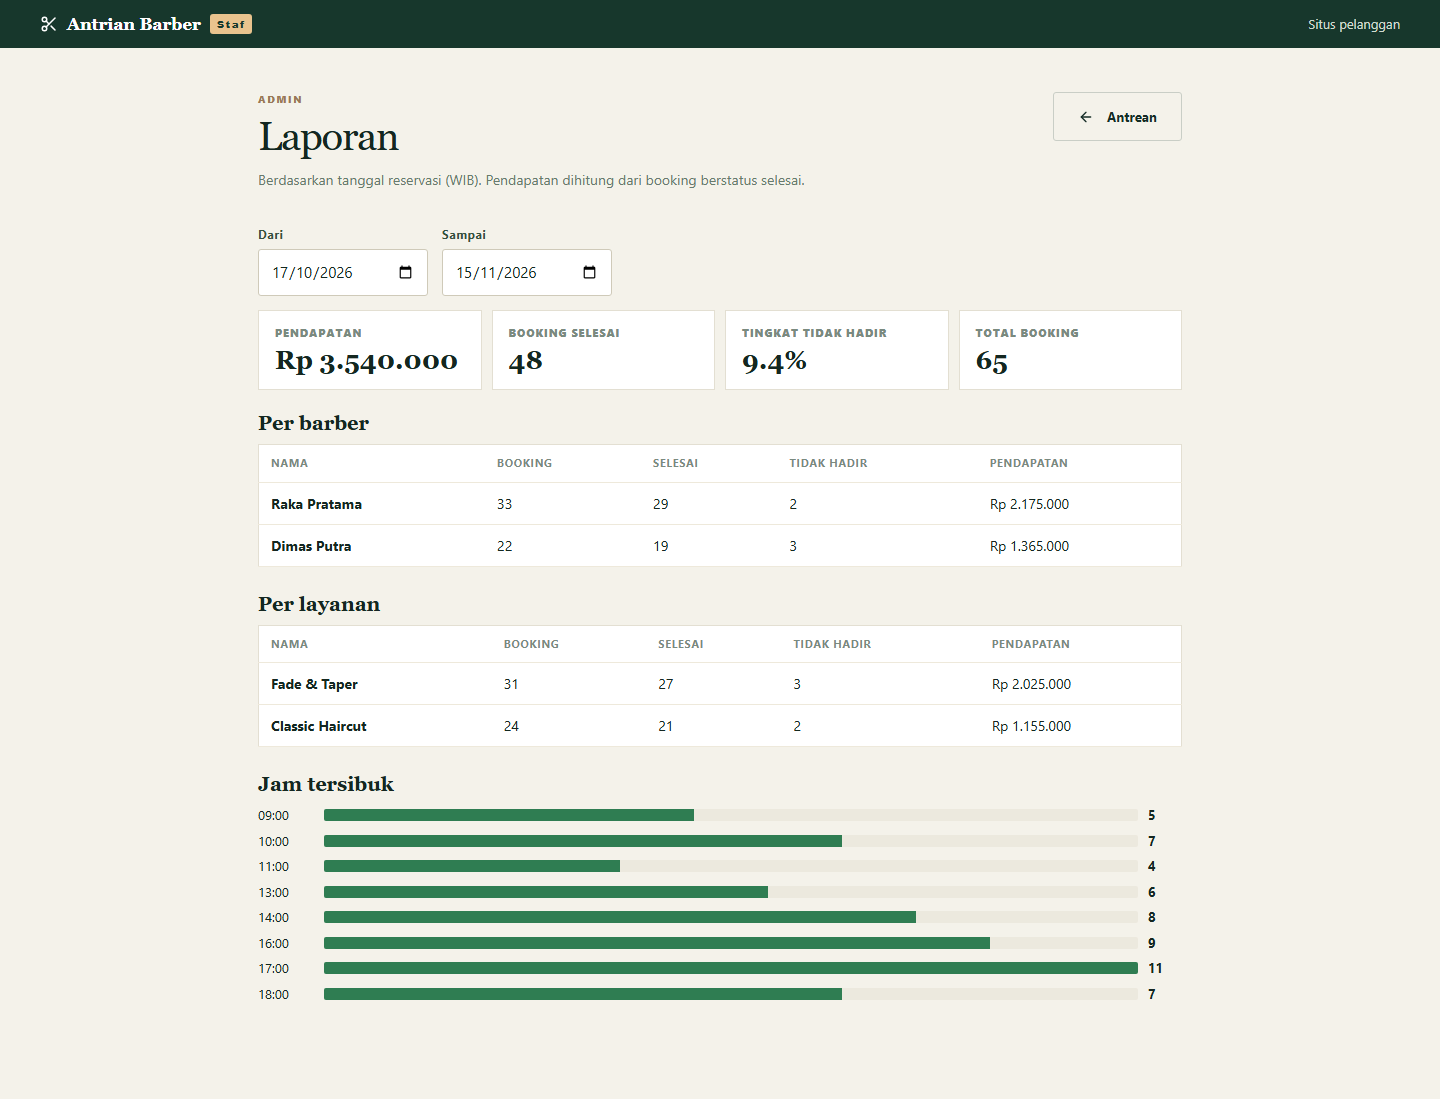 Antrian Barber Staf Situs pelanggan
ADMIN
Laporan
Antrean
Berdasarkan tanggal reservasi (WIB). Pendapatan dihitung dari booking berstatus selesai.
Dari Sampai
17/10/2026 15/11/2026
PENDAPATAN BOOKING SELESAI TINGKAT TIDAK HADIR TOTAL BOOKING
Rp 3.540.000 48 9.4% 65
Per barber
NAMA BOOKING SELESAI TIDAK HADIR PENDAPATAN
Raka Pratama 33 29 2 Rp 2.175.000
Dimas Putra 22 19 3 Rp 1.365.000
Per layanan
NAMA BOOKING SELESAI TIDAK HADIR PENDAPATAN
Fade & Taper 31 27 3 Rp 2.025.000
Classic Haircut 24 21 2 Rp 1.155.000
Jam tersibuk
09:00 5
10:00 7
11:00 4
13:00 6
14:00 8
16:00 9
17:00 11
18:00 7